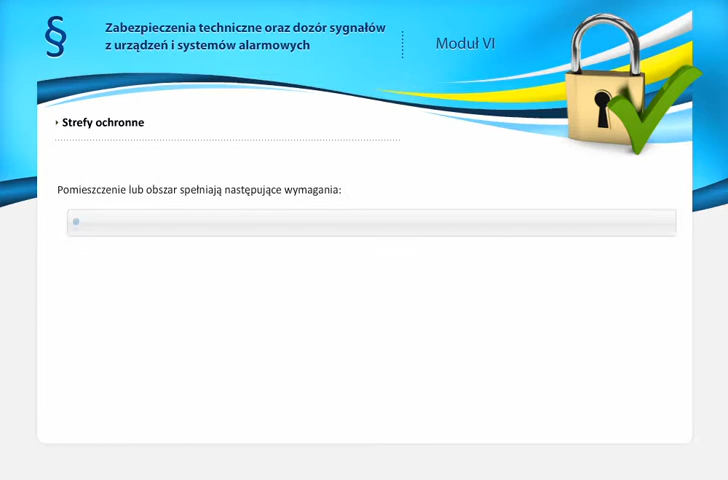 §
Zabezpieczenia techniczne oraz dozór sygnałów
z urządzeń i systemów alarmowych
Moduł VI
Strefy ochronne
Pomieszczenie lub obszar spełniają następujące wymagania: